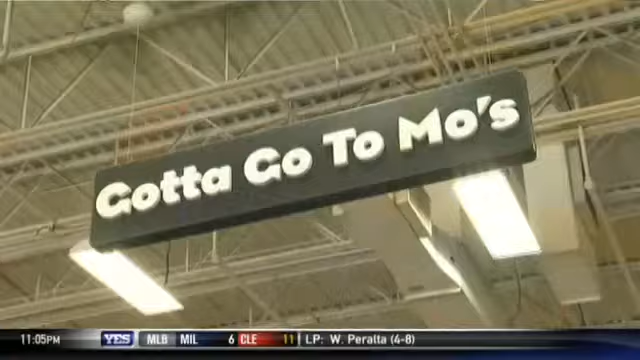 Gotta Go To Mo's
11:05PM YES MLB MIL 6 CLE 11 LP: W. Peralta (4-8)